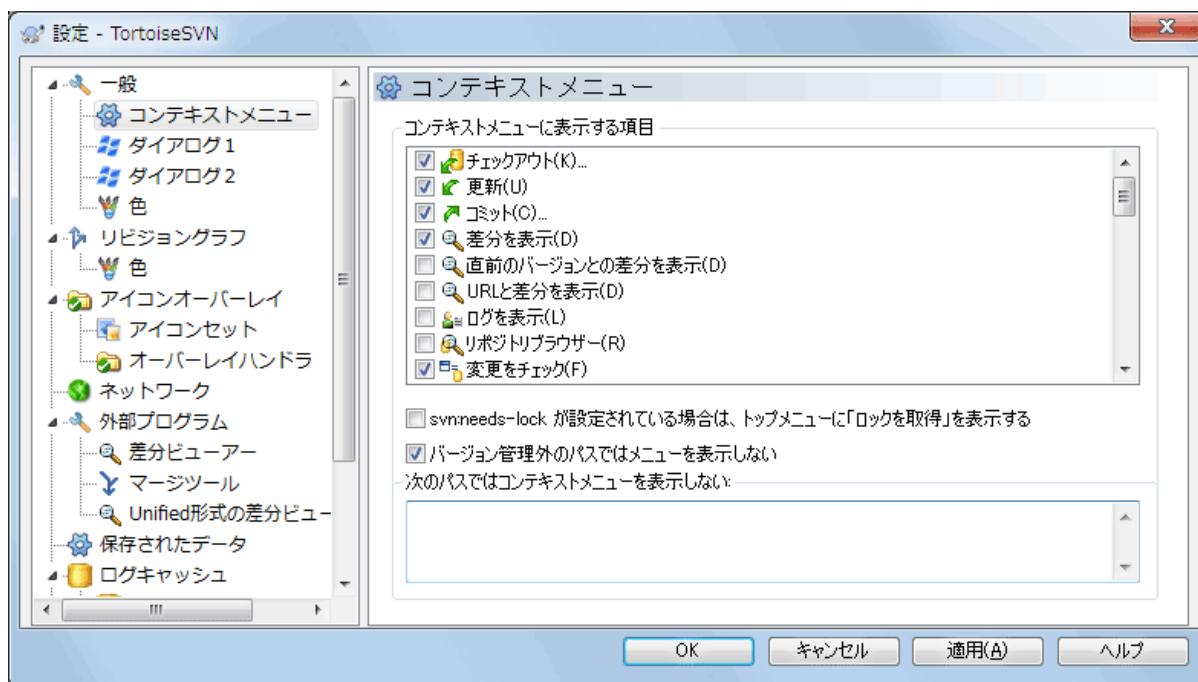 設定 - TortoiseSVN
一般
コンテキストメニュー
ダイアログ 1
ダイアログ 2
色
リビジョングラフ
色
アイコンオーバーレイ
アイコンセット
オーバーレイハンドラ
ネットワーク
外部プログラム
差分ビューアー
マージツール
Unified形式の差分ビュー
保存されたデータ
ログキャッシュ
コンテキストメニュー
コンテキストメニューに表示する項目
チェックアウト(K)...
更新(U)
コミット(C)...
差分を表示(D)
直前のバージョンとの差分を表示(D)
URLと差分を表示(D)
ログを表示(L)
リポジトリブラウザー(R)
変更をチェック(F)
svn:needs-lock が設定されている場合は、トップメニューに「ロックを取得」を表示する
バージョン管理外のパスではメニューを表示しない
次のパスではコンテキストメニューを表示しない:
OK
キャンセル
適用(A)
ヘルプ